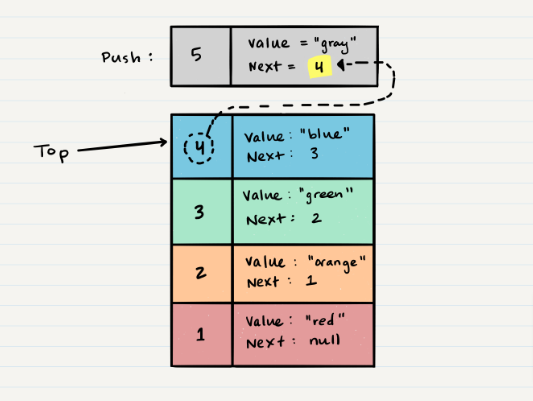 Push :
5
Value = "gray"
Next = 4
Top
4
Value : "blue"
Next : 3
3
Value : "green"
Next : 2
2
Value : "orange"
Next : 1
1
Value : "red"
Next : null